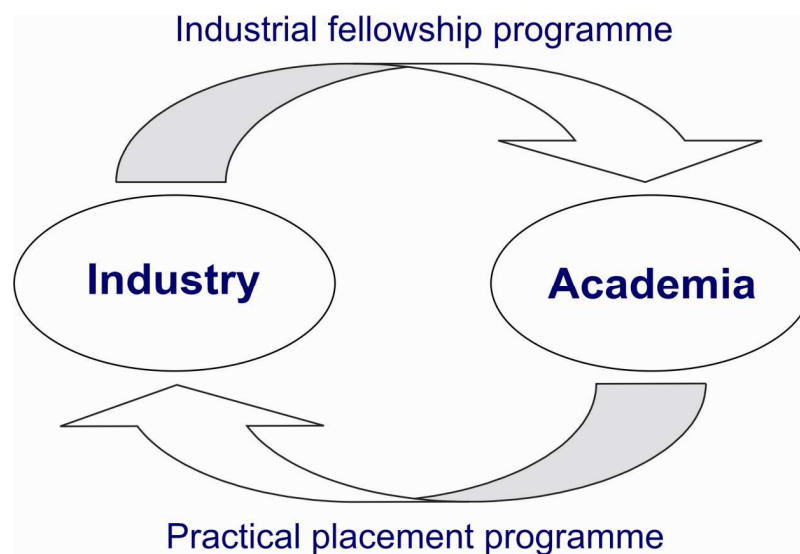 Industrial fellowship programme
Industry
Academia
Practical placement programme